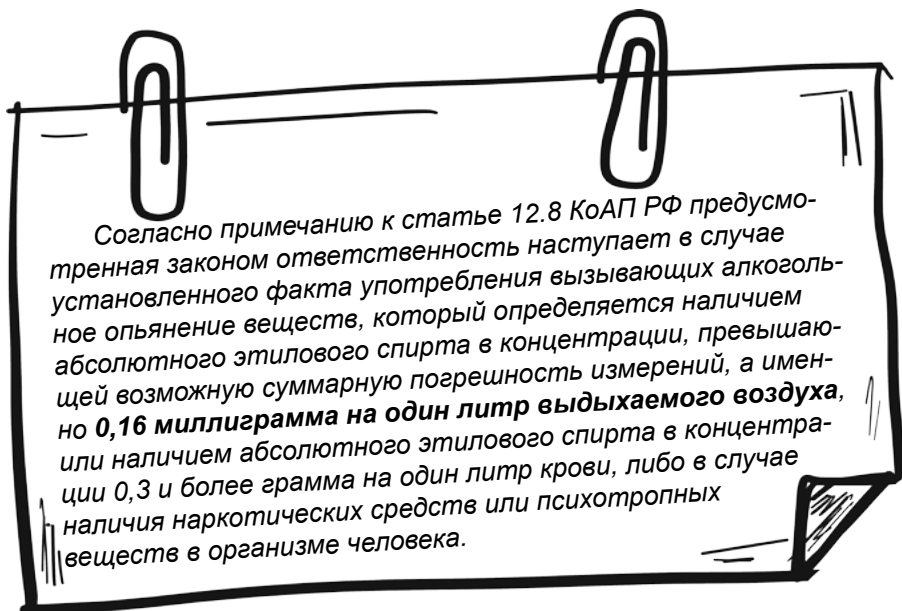 Согласно примечанию к статье 12.8 КоАП РФ предусмо-
тренная законом ответственность наступает в случае
установленного факта употребления вызывающих алкоголь-
ное опьянение веществ, который определяется наличием
абсолютного этилового спирта в концентрации, превышаю-
щей возможную суммарную погрешность измерений, а имен-
но 0,16 миллиграмма на один литр выдыхаемого воздуха,
или наличием абсолютного этилового спирта в концентра-
ции 0,3 и более грамма на один литр крови, либо в случае
наличия наркотических средств или психотропных
веществ в организме человека.